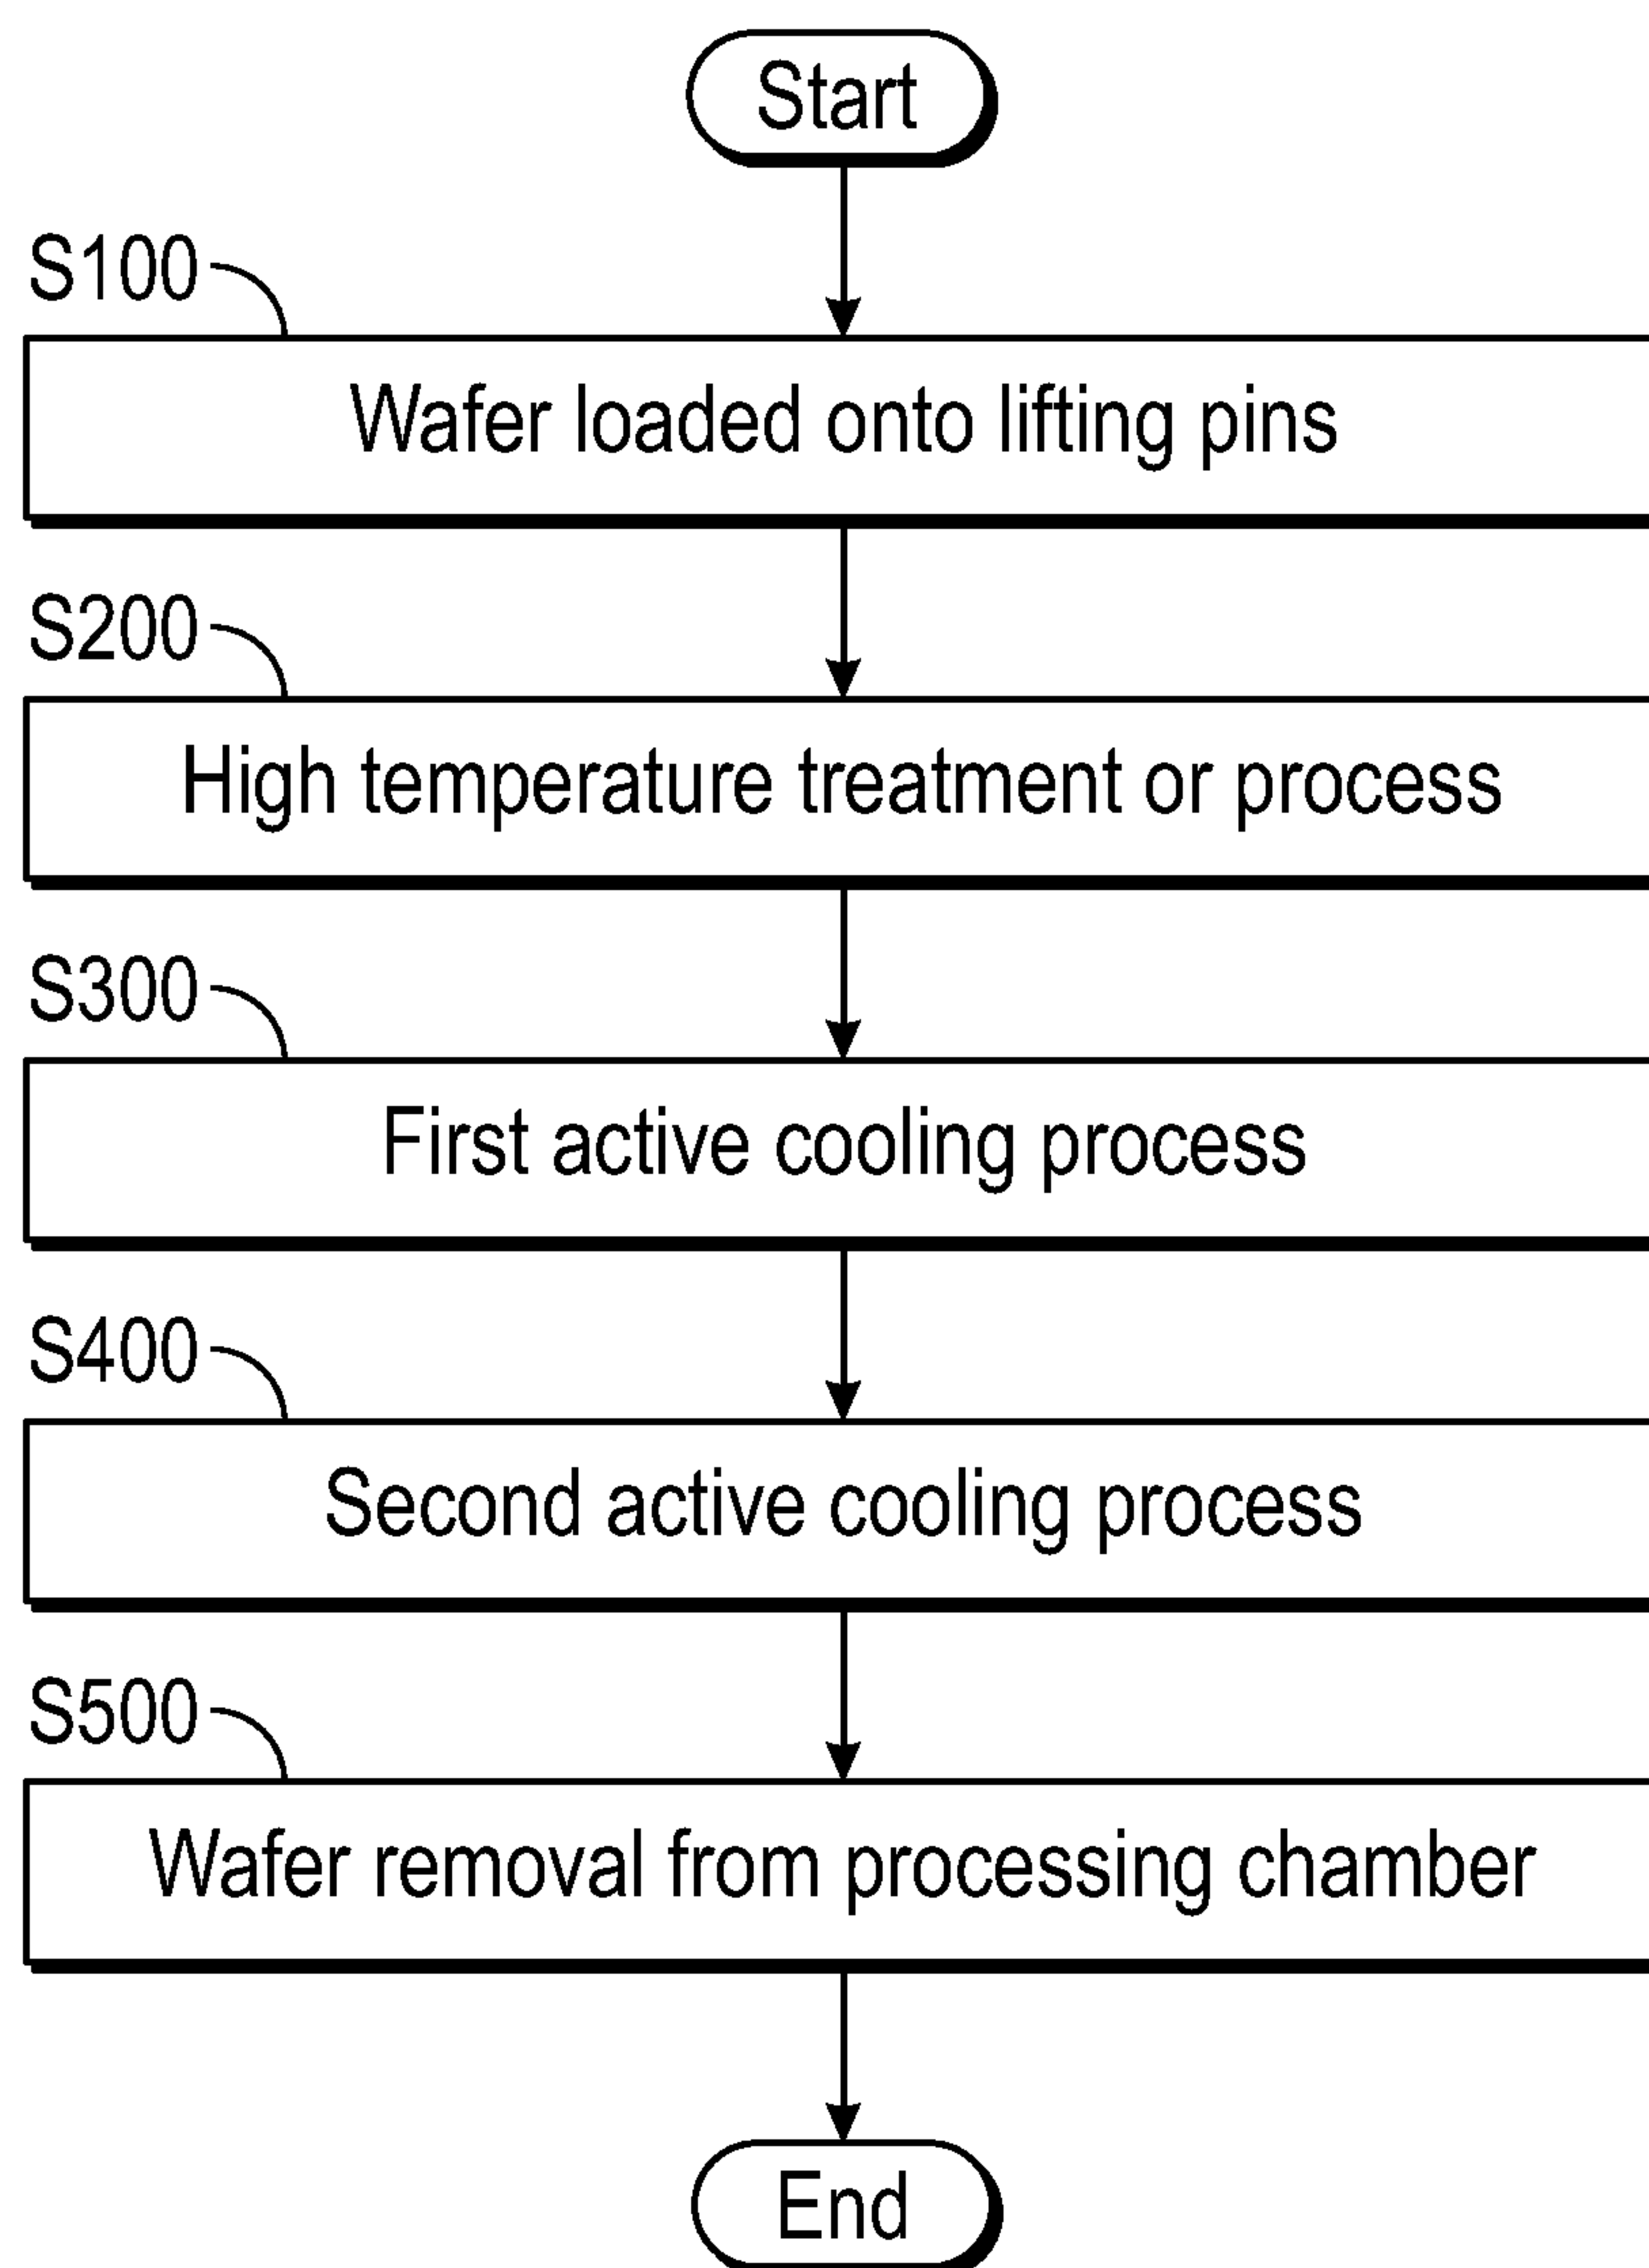 Start
S100
Wafer loaded onto lifting pins
S200
High temperature treatment or process
S300
First active cooling process
S400
Second active cooling process
S500
Wafer removal from processing chamber
End